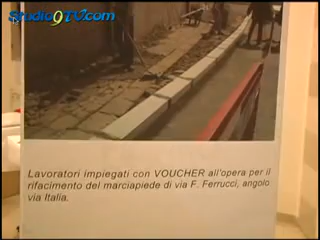 Studio9TV.com
Lavoratori impiegati con VOUCHER all'opera per il
rifacimento del marciapiede di via F. Ferrucci, angolo
via Italia.